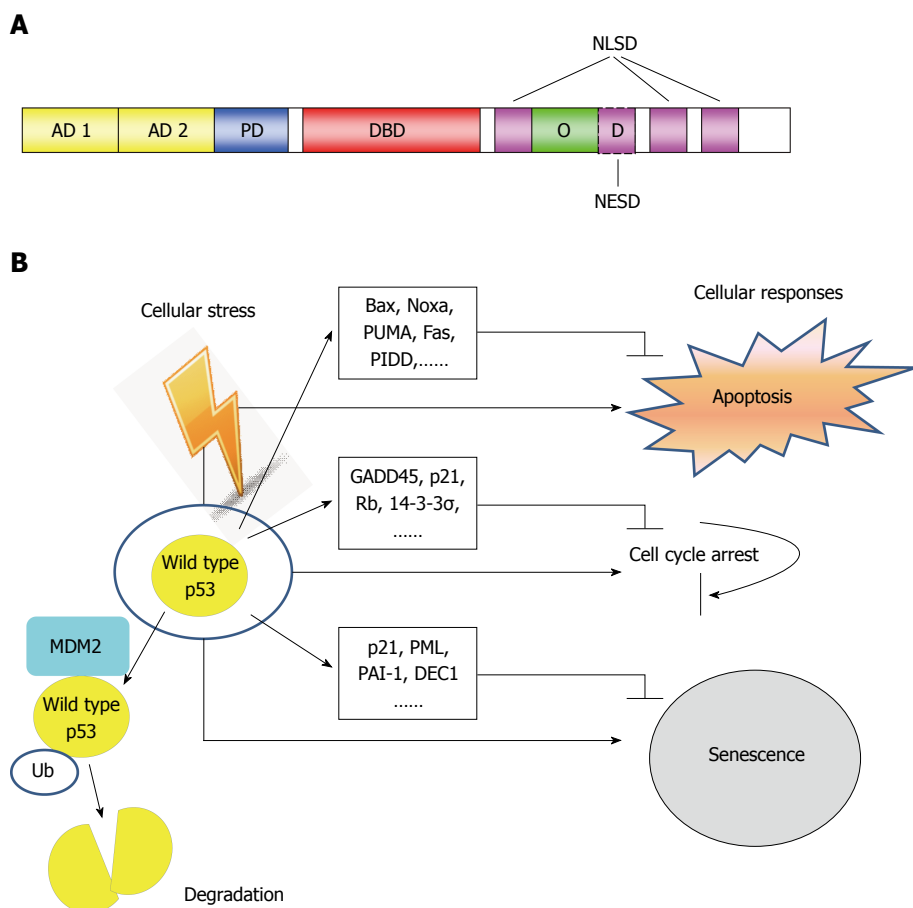 A
NLSD
AD 1 AD 2 PD DBD O D
NESD
B
Cellular stress
Cellular responses
Bax, Noxa,
PUMA, Fas,
PIDD,......
Apoptosis
GADD45, p21,
Rb, 14-3-3σ,
......
Cell cycle arrest
Wild type
p53
p21, PML,
PAI-1, DEC1
......
Senescence
MDM2
Wild type
p53
Ub
Degradation